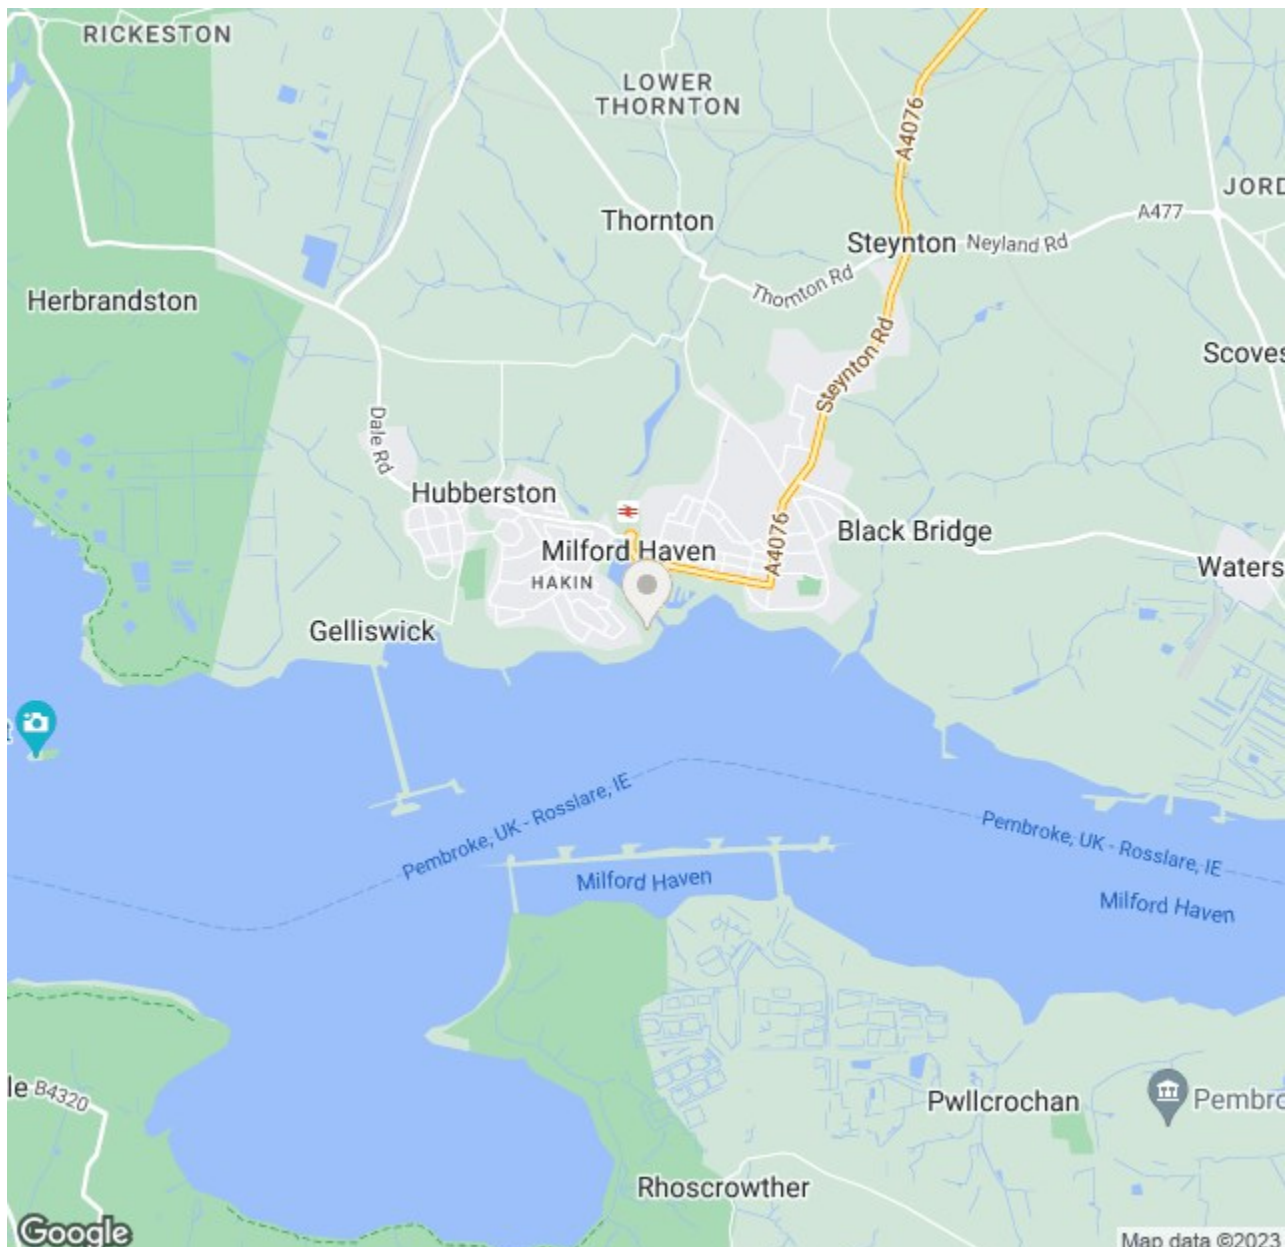 RICKESTON
LOWER
THORNTON
A4076
JORD
A477
Thornton
Steynton
Neyland Rd
Thornton Rd
Herbrandston
Steynton Rd
Scoves
Dale Rd
Hubberston
A4076
Black Bridge
Milford Haven
HAKIN
Waters
Gelliswick
Pembroke, UK - Rosslare, IE
Pembroke, UK - Rosslare, IE
Milford Haven
Milford Haven
le
B4320
Pwllcrochan
Pembro
Rhoscrowther
Google
Map data ©2023